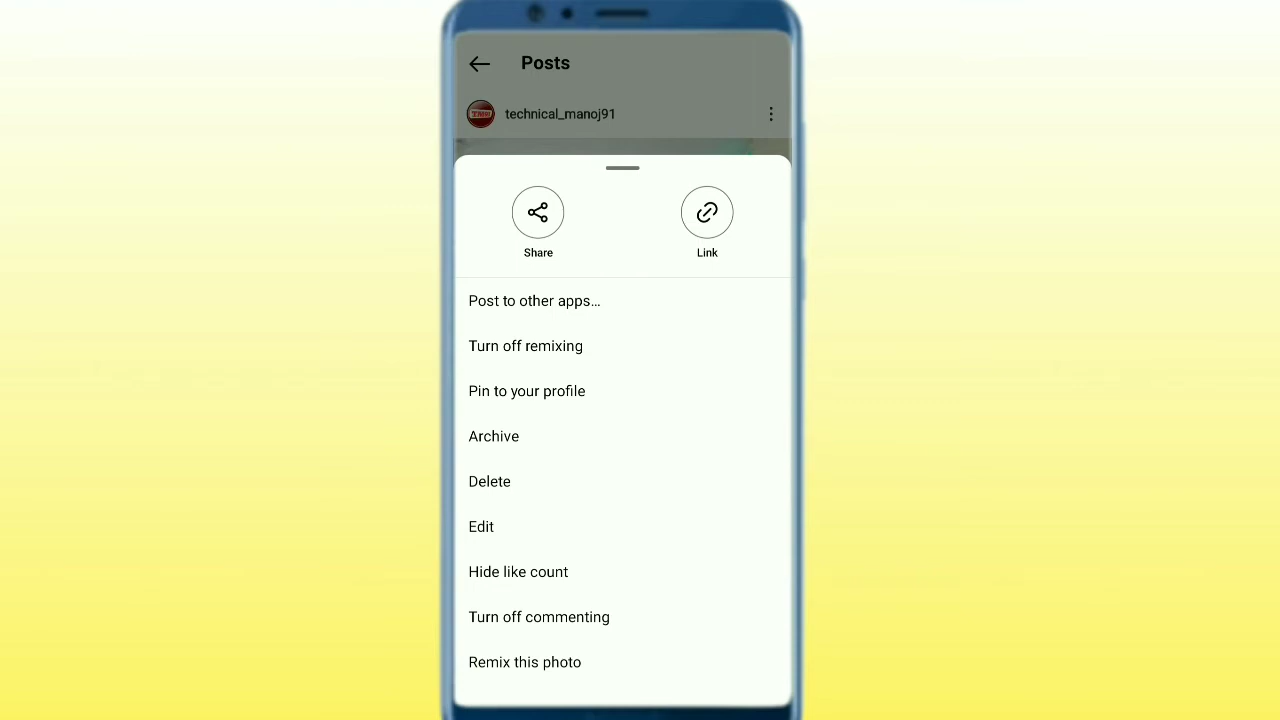 Posts
technical_manoj91
Share
Link
Post to other apps...
Turn off remixing
Pin to your profile
Archive
Delete
Edit
Hide like count
Turn off commenting
Remix this photo